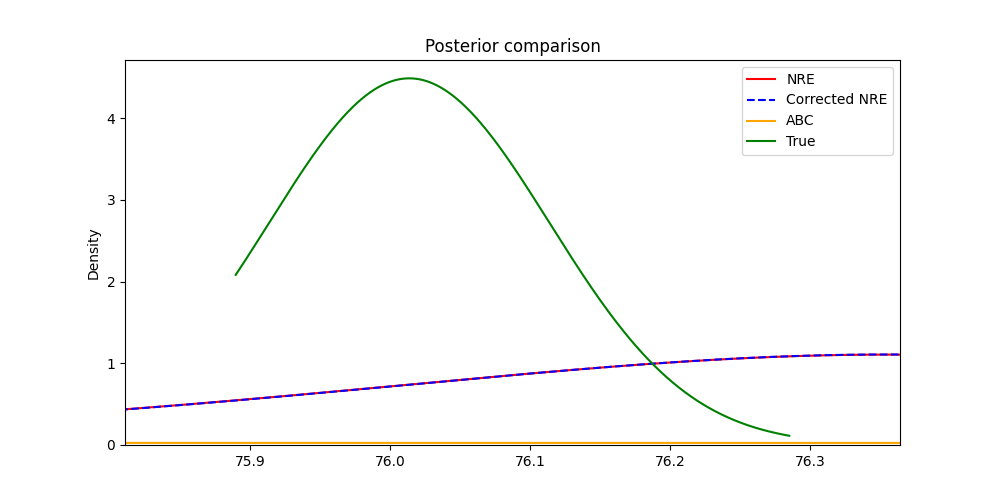 Posterior comparison
NRE
Corrected NRE
ABC
True
Density
4
3
2
1
0
75.9 76.0 76.1 76.2 76.3